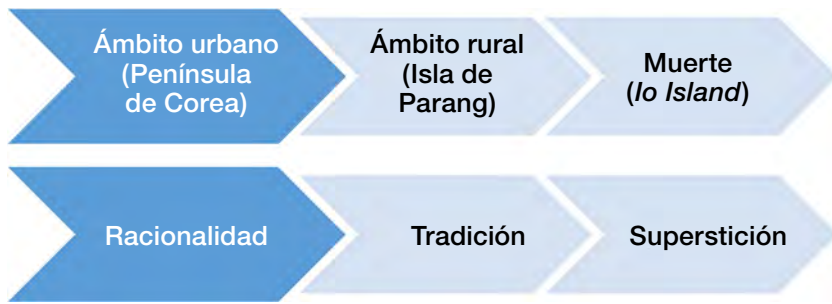 Ámbito urbano
(Península
de Corea)
Ámbito rural
(Isla de
Parang)
Muerte
(Io Island)
Racionalidad
Tradición
Superstición